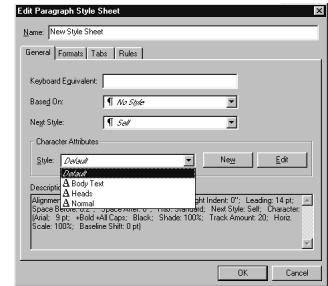 Edit Paragraph Style Sheet
Name: New Style Sheet
General Formats Tabs Rules
Keyboard Equivalent:
Based On: ¶ No Style
Next Style: ¶ Self
Character Attributes
Style: Default New Edit
Default
A Body Text
A Heads
A Normal
Description
Alignment ght Indent: 0"; Leading: 14 pt;
Space Before: 0.2"; Space After: 0"; Standard; Next Style: Self; Character:
(Arial; 9 pt; +Bold +All Caps; Black; Shade: 100%; Track Amount: 20; Horiz.
Scale: 100%; Baseline Shift: 0 pt)
OK Cancel